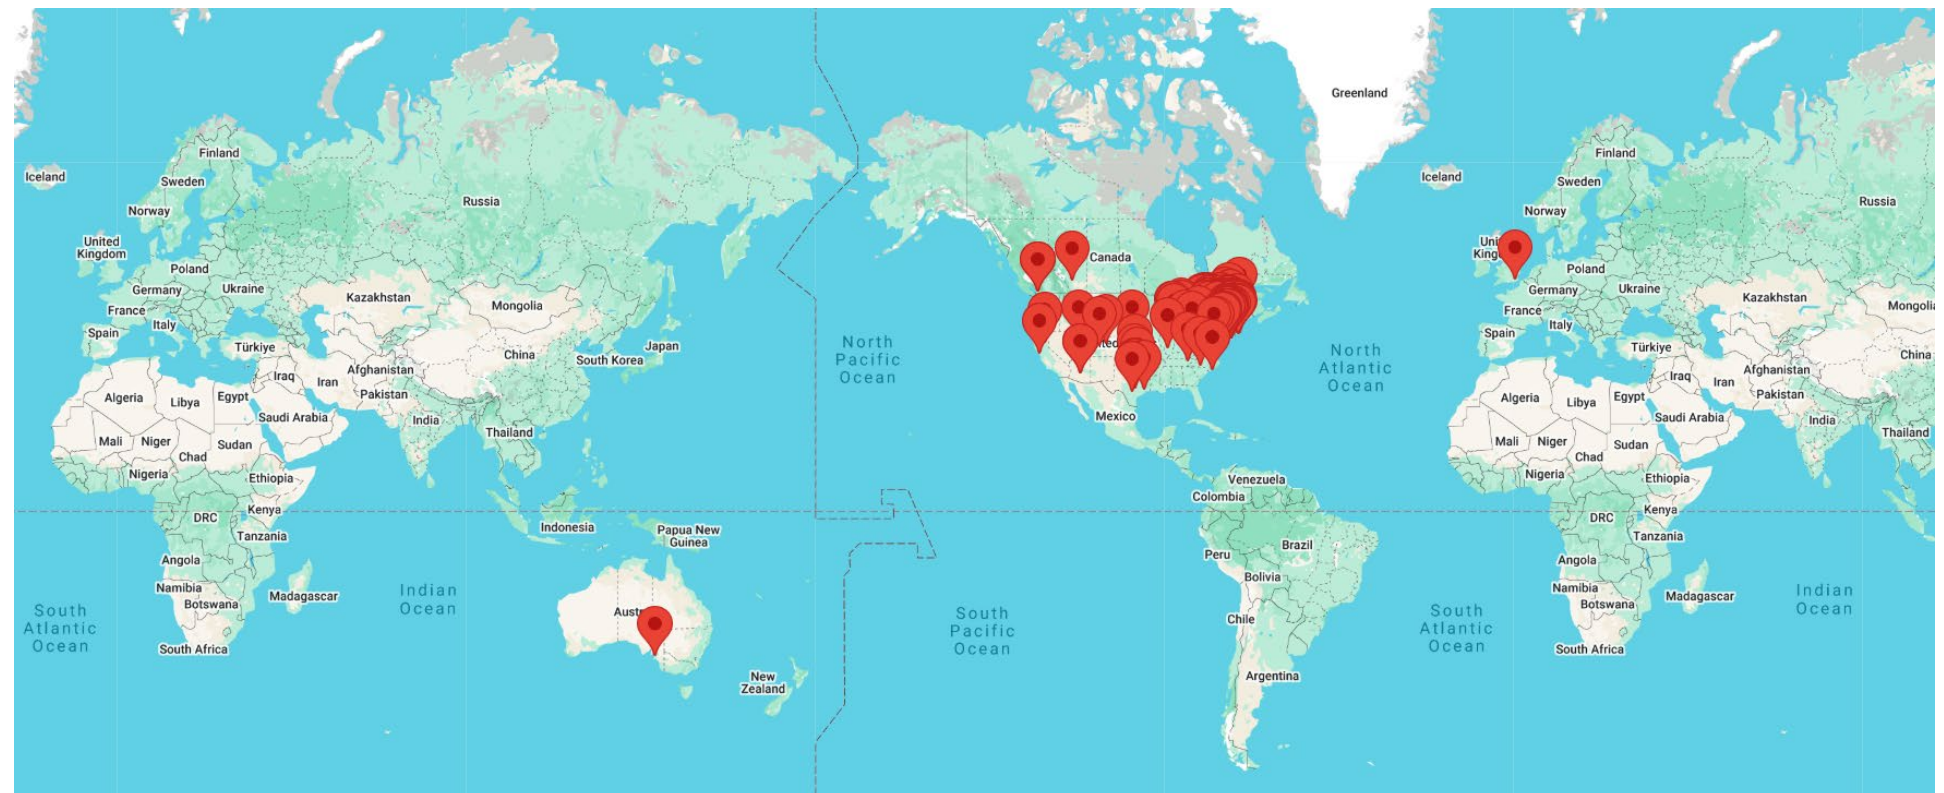 Greenland
Finland
Iceland
Sweden
Norway
Russia
United
Kingdom
Poland
Germany
Ukraine
France
Kazakhstan
Mongolia
Spain
Italy
Türkiye
China
Japan
South Korea
Iraq
Iran
Afghanistan
Pakistan
Algeria
Libya
Egypt
Saudi Arabia
India
Mali
Niger
Sudan
Chad
Thailand
Nigeria
Ethiopia
DRC
Kenya
Tanzania
Indonesia
Papua New
Guinea
Angola
Namibia
Botswana
Madagascar
South Africa
South
Atlantic
Ocean
Indian
Ocean
Aust
New
Zealand
North
Pacific
Ocean
South
Pacific
Ocean
Canada
ited
Mexico
Venezuela
Colombia
Peru
Brazil
Bolivia
Chile
Argentina
North
Atlantic
Ocean
South
Atlantic
Ocean
Iceland
Finland
Sweden
Norway
Russia
Uni
King
Poland
Germany
Ukraine
France
Kazakhstan
Mongoli
Spain
Italy
Türkiye
China
Iraq
Iran
Afghanistan
Pakistan
Algeria
Libya
Egypt
Saudi Arabia
India
Mali
Niger
Sudan
Chad
Thailand
Nigeria
Ethiopia
DRC
Kenya
Tanzania
Angola
Namibia
Botswana
Madagascar
South Africa
Indian
Ocean